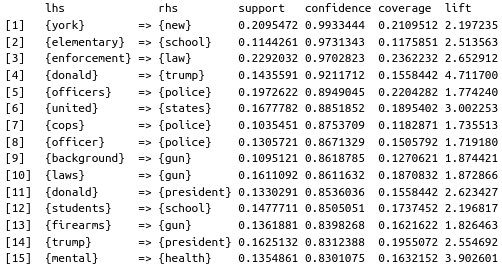 lhs rhs support confidence coverage lift
[1] {york} => {new} 0.2095472 0.9933444 0.2109512 2.197235
[2] {elementary} => {school} 0.1144261 0.9731343 0.1175851 2.513563
[3] {enforcement} => {law} 0.2292032 0.9702823 0.2362232 2.652912
[4] {donald} => {trump} 0.1435591 0.9211712 0.1558442 4.711700
[5] {officers} => {police} 0.1972622 0.8949045 0.2204282 1.774240
[6] {united} => {states} 0.1677782 0.8851852 0.1895402 3.002253
[7] {cops} => {police} 0.1035451 0.8753709 0.1182871 1.735513
[8] {officer} => {police} 0.1305721 0.8671329 0.1505792 1.719180
[9] {background} => {gun} 0.1095121 0.8618785 0.1270621 1.874421
[10] {laws} => {gun} 0.1611092 0.8611632 0.1870832 1.872866
[11] {donald} => {president} 0.1330291 0.8536036 0.1558442 2.623427
[12] {students} => {school} 0.1477711 0.8505051 0.1737452 2.196817
[13] {firearms} => {gun} 0.1361881 0.8398268 0.1621622 1.826463
[14] {trump} => {president} 0.1625132 0.8312388 0.1955072 2.554692
[15] {mental} => {health} 0.1354861 0.8301075 0.1632152 3.902601